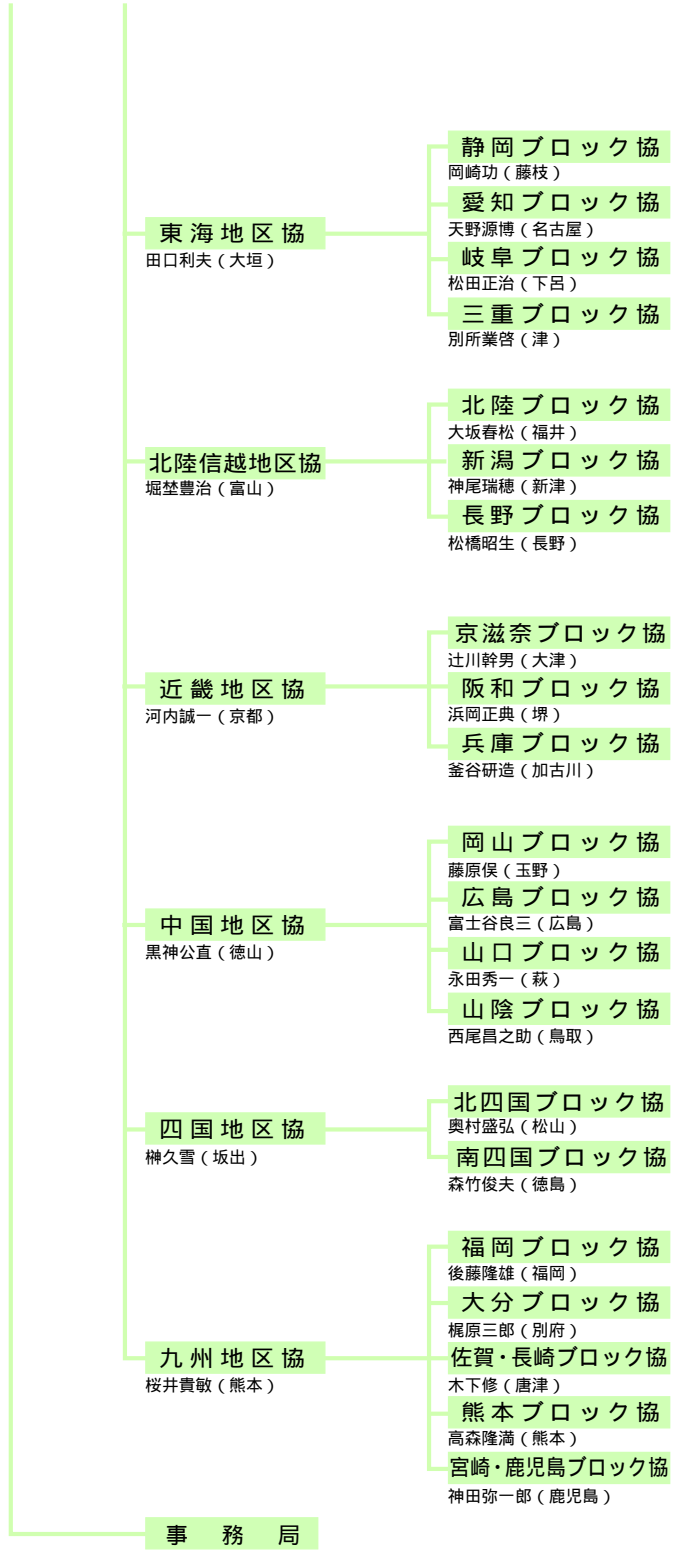 東海地区協
田口利夫（大垣）
静岡ブロック協
岡崎功（藤枝）
愛知ブロック協
天野源博（名古屋）
岐阜ブロック協
松田正治（下呂）
三重ブロック協
別所業啓（津）
北陸信越地区協
堀埜豊治（富山）
北陸ブロック協
大坂春松（福井）
新潟ブロック協
神尾瑞穂（新津）
長野ブロック協
松橋昭生（長野）
近畿地区協
河内誠一（京都）
京滋奈ブロック協
辻川幹男（大津）
阪和ブロック協
浜岡正典（堺）
兵庫ブロック協
釜谷研造（加古川）
中国地区協
黒神公直（徳山）
岡山ブロック協
藤原俣（玉野）
広島ブロック協
富士谷良三（広島）
山口ブロック協
永田秀一（萩）
山陰ブロック協
西尾昌之助（鳥取）
四国地区協
榊久雪（坂出）
北四国ブロック協
奥村盛弘（松山）
南四国ブロック協
森竹俊夫（徳島）
九州地区協
桜井貴敏（熊本）
福岡ブロック協
後藤隆雄（福岡）
大分ブロック協
梶原三郎（別府）
佐賀・長崎ブロック協
木下修（唐津）
熊本ブロック協
高森隆満（熊本）
宮崎・鹿児島ブロック協
神田弥一郎（鹿児島）
事務局